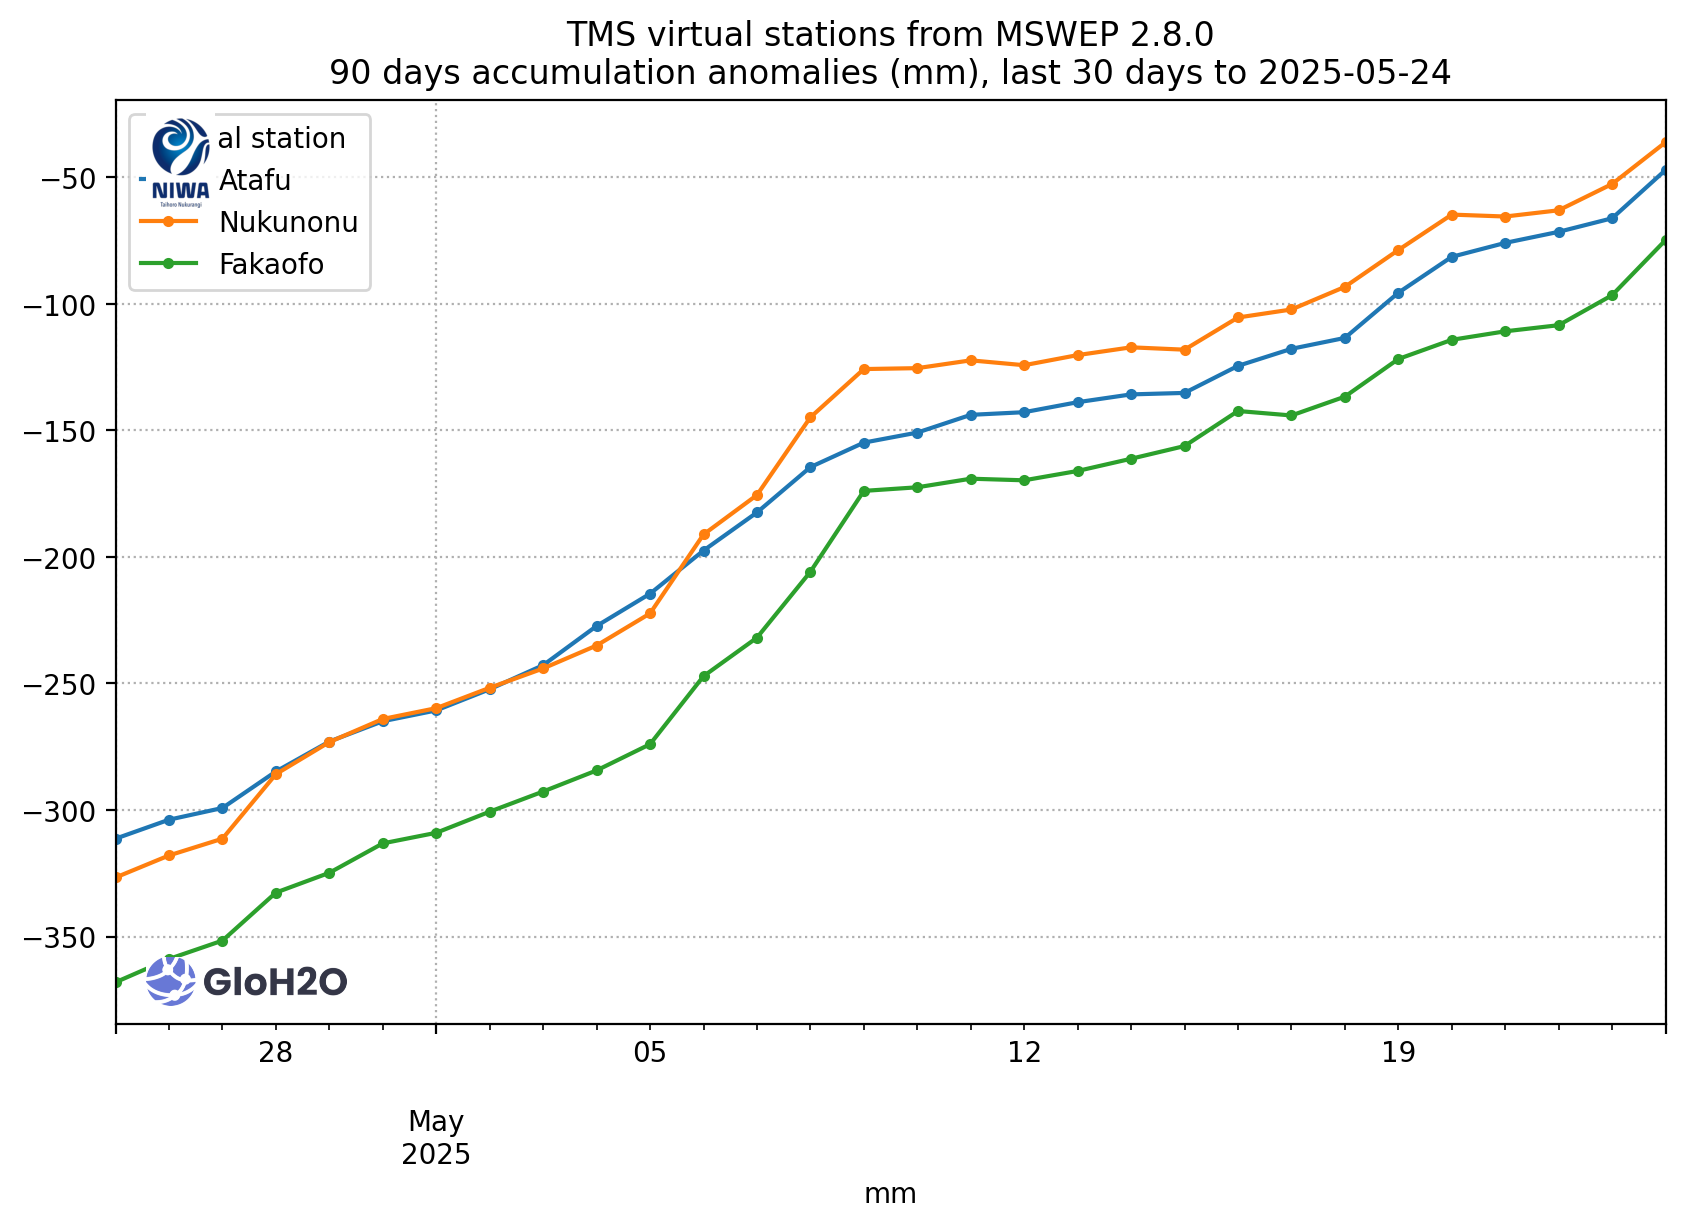 TMS virtual stations from MSWEP 2.8.0
90 days accumulation anomalies (mm), last 30 days to 2025-05-24
al station
Atafu
Nukunonu
Fakaofo
NIWA
Taihoro Nukurangi
−50
−100
−150
−200
−250
−300
−350
GloH2O
28
05
12
19
May
2025
mm